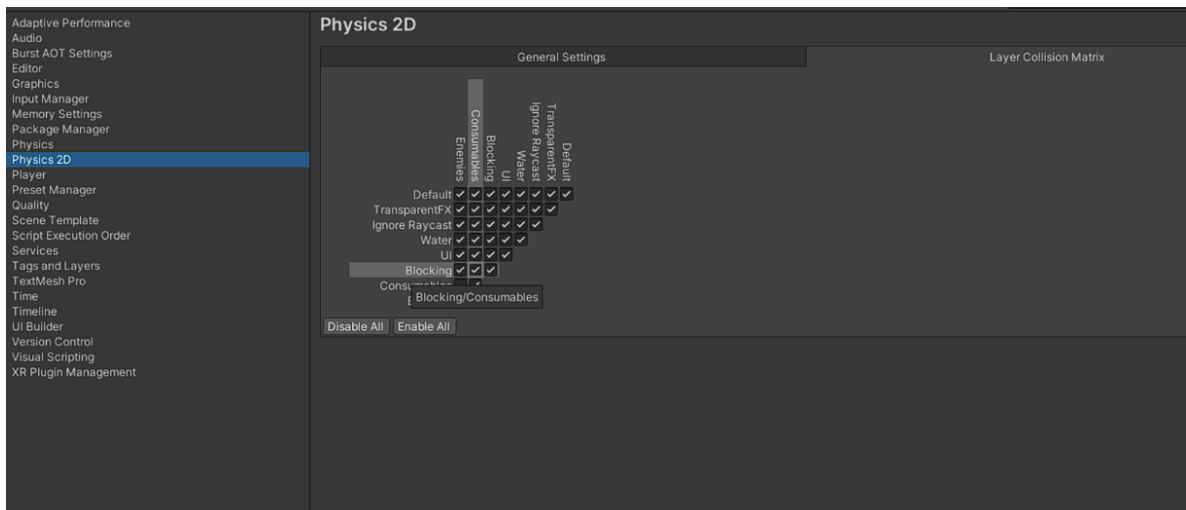 Adaptive Performance
Audio
Burst AOT Settings
Editor
Graphics
Input Manager
Memory Settings
Package Manager
Physics
Physics 2D
Player
Preset Manager
Quality
Scene Template
Script Execution Order
Services
Tags and Layers
TextMesh Pro
Time
Timeline
UI Builder
Version Control
Visual Scripting
XR Plugin Management
Physics 2D
General Settings
Layer Collision Matrix
Enemies
Consumables
Blocking
UI
Water
Ignore Raycast
TransparentFX
Default
Default
TransparentFX
Ignore Raycast
Water
UI
Blocking
Blocking/Consumables
Disable All
Enable All